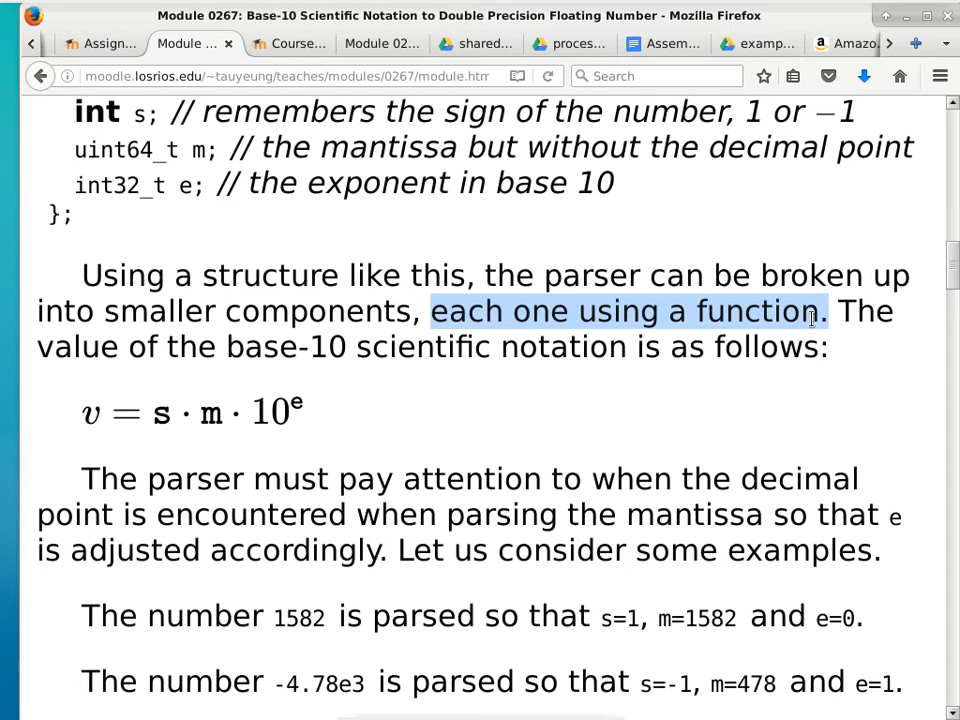 Module 0267: Base-10 Scientific Notation to Double Precision Floating Number - Mozilla Firefox
Assign... Module ... Course... Module 02... shared... proces... Assem... examp... Amazo.
moodle.losrios.edu/~tauyeung/teaches/modules/0267/module.htm Search
int s; // remembers the sign of the number, 1 or −1
uint64_t m; // the mantissa but without the decimal point
int32_t e; // the exponent in base 10
};
Using a structure like this, the parser can be broken up
into smaller components, each one using a function. The
value of the base-10 scientific notation is as follows:
v = s · m · 10^e
The parser must pay attention to when the decimal
point is encountered when parsing the mantissa so that e
is adjusted accordingly. Let us consider some examples.
The number 1582 is parsed so that s=1, m=1582 and e=0.
The number -4.78e3 is parsed so that s=-1, m=478 and e=1.